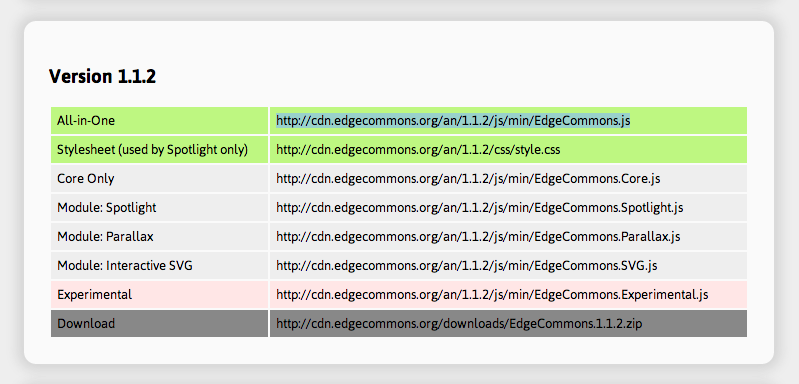 Version 1.1.2
All-in-One http://cdn.edgecommons.org/an/1.1.2/js/min/EdgeCommons.js
Stylesheet (used by Spotlight only) http://cdn.edgecommons.org/an/1.1.2/css/style.css
Core Only http://cdn.edgecommons.org/an/1.1.2/js/min/EdgeCommons.Core.js
Module: Spotlight http://cdn.edgecommons.org/an/1.1.2/js/min/EdgeCommons.Spotlight.js
Module: Parallax http://cdn.edgecommons.org/an/1.1.2/js/min/EdgeCommons.Parallax.js
Module: Interactive SVG http://cdn.edgecommons.org/an/1.1.2/js/min/EdgeCommons.SVG.js
Experimental http://cdn.edgecommons.org/an/1.1.2/js/min/EdgeCommons.Experimental.js
Download http://cdn.edgecommons.org/downloads/EdgeCommons.1.1.2.zip